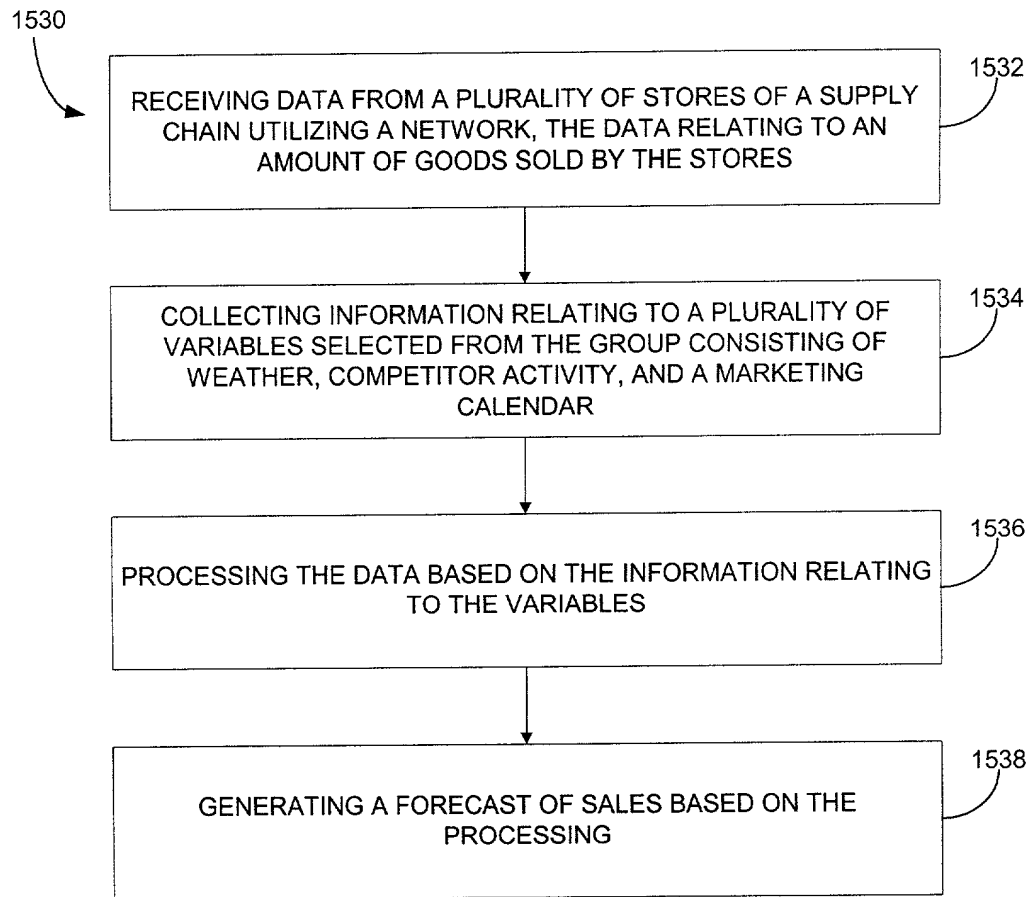 1530
1532
RECEIVING DATA FROM A PLURALITY OF STORES OF A SUPPLY
CHAIN UTILIZING A NETWORK, THE DATA RELATING TO AN
AMOUNT OF GOODS SOLD BY THE STORES
1534
COLLECTING INFORMATION RELATING TO A PLURALITY OF
VARIABLES SELECTED FROM THE GROUP CONSISTING OF
WEATHER, COMPETITOR ACTIVITY, AND A MARKETING
CALENDAR
1536
PROCESSING THE DATA BASED ON THE INFORMATION RELATING
TO THE VARIABLES
1538
GENERATING A FORECAST OF SALES BASED ON THE
PROCESSING